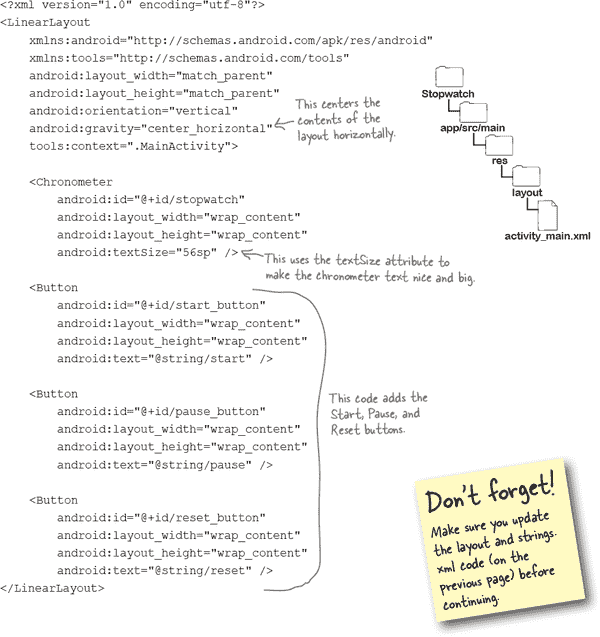 <?xml version="1.0" encoding="utf-8"?>
<LinearLayout
xmlns:android="http://schemas.android.com/apk/res/android"
xmlns:tools="http://schemas.android.com/tools"
android:layout_width="match_parent"
android:layout_height="match_parent"
android:orientation="vertical"
android:gravity="center_horizontal"
tools:context=".MainActivity">
This centers the
contents of the
layout horizontally.
Stopwatch
app/src/main
res
layout
activity_main.xml
<Chronometer
android:id="@+id/stopwatch"
android:layout_width="wrap_content"
android:layout_height="wrap_content"
android:textSize="56sp" />
This uses the textSize attribute to
make the chronometer text nice and big.
<Button
android:id="@+id/start_button"
android:layout_width="wrap_content"
android:layout_height="wrap_content"
android:text="@string/start" />
<Button
android:id="@+id/pause_button"
android:layout_width="wrap_content"
android:layout_height="wrap_content"
android:text="@string/pause" />
<Button
android:id="@+id/reset_button"
android:layout_width="wrap_content"
android:layout_height="wrap_content"
android:text="@string/reset" />
</LinearLayout>
This code adds the
Start, Pause, and
Reset buttons.
Don't forget!
Make sure you update
the layout and strings.
xml code (on the
previous page) before
continuing.